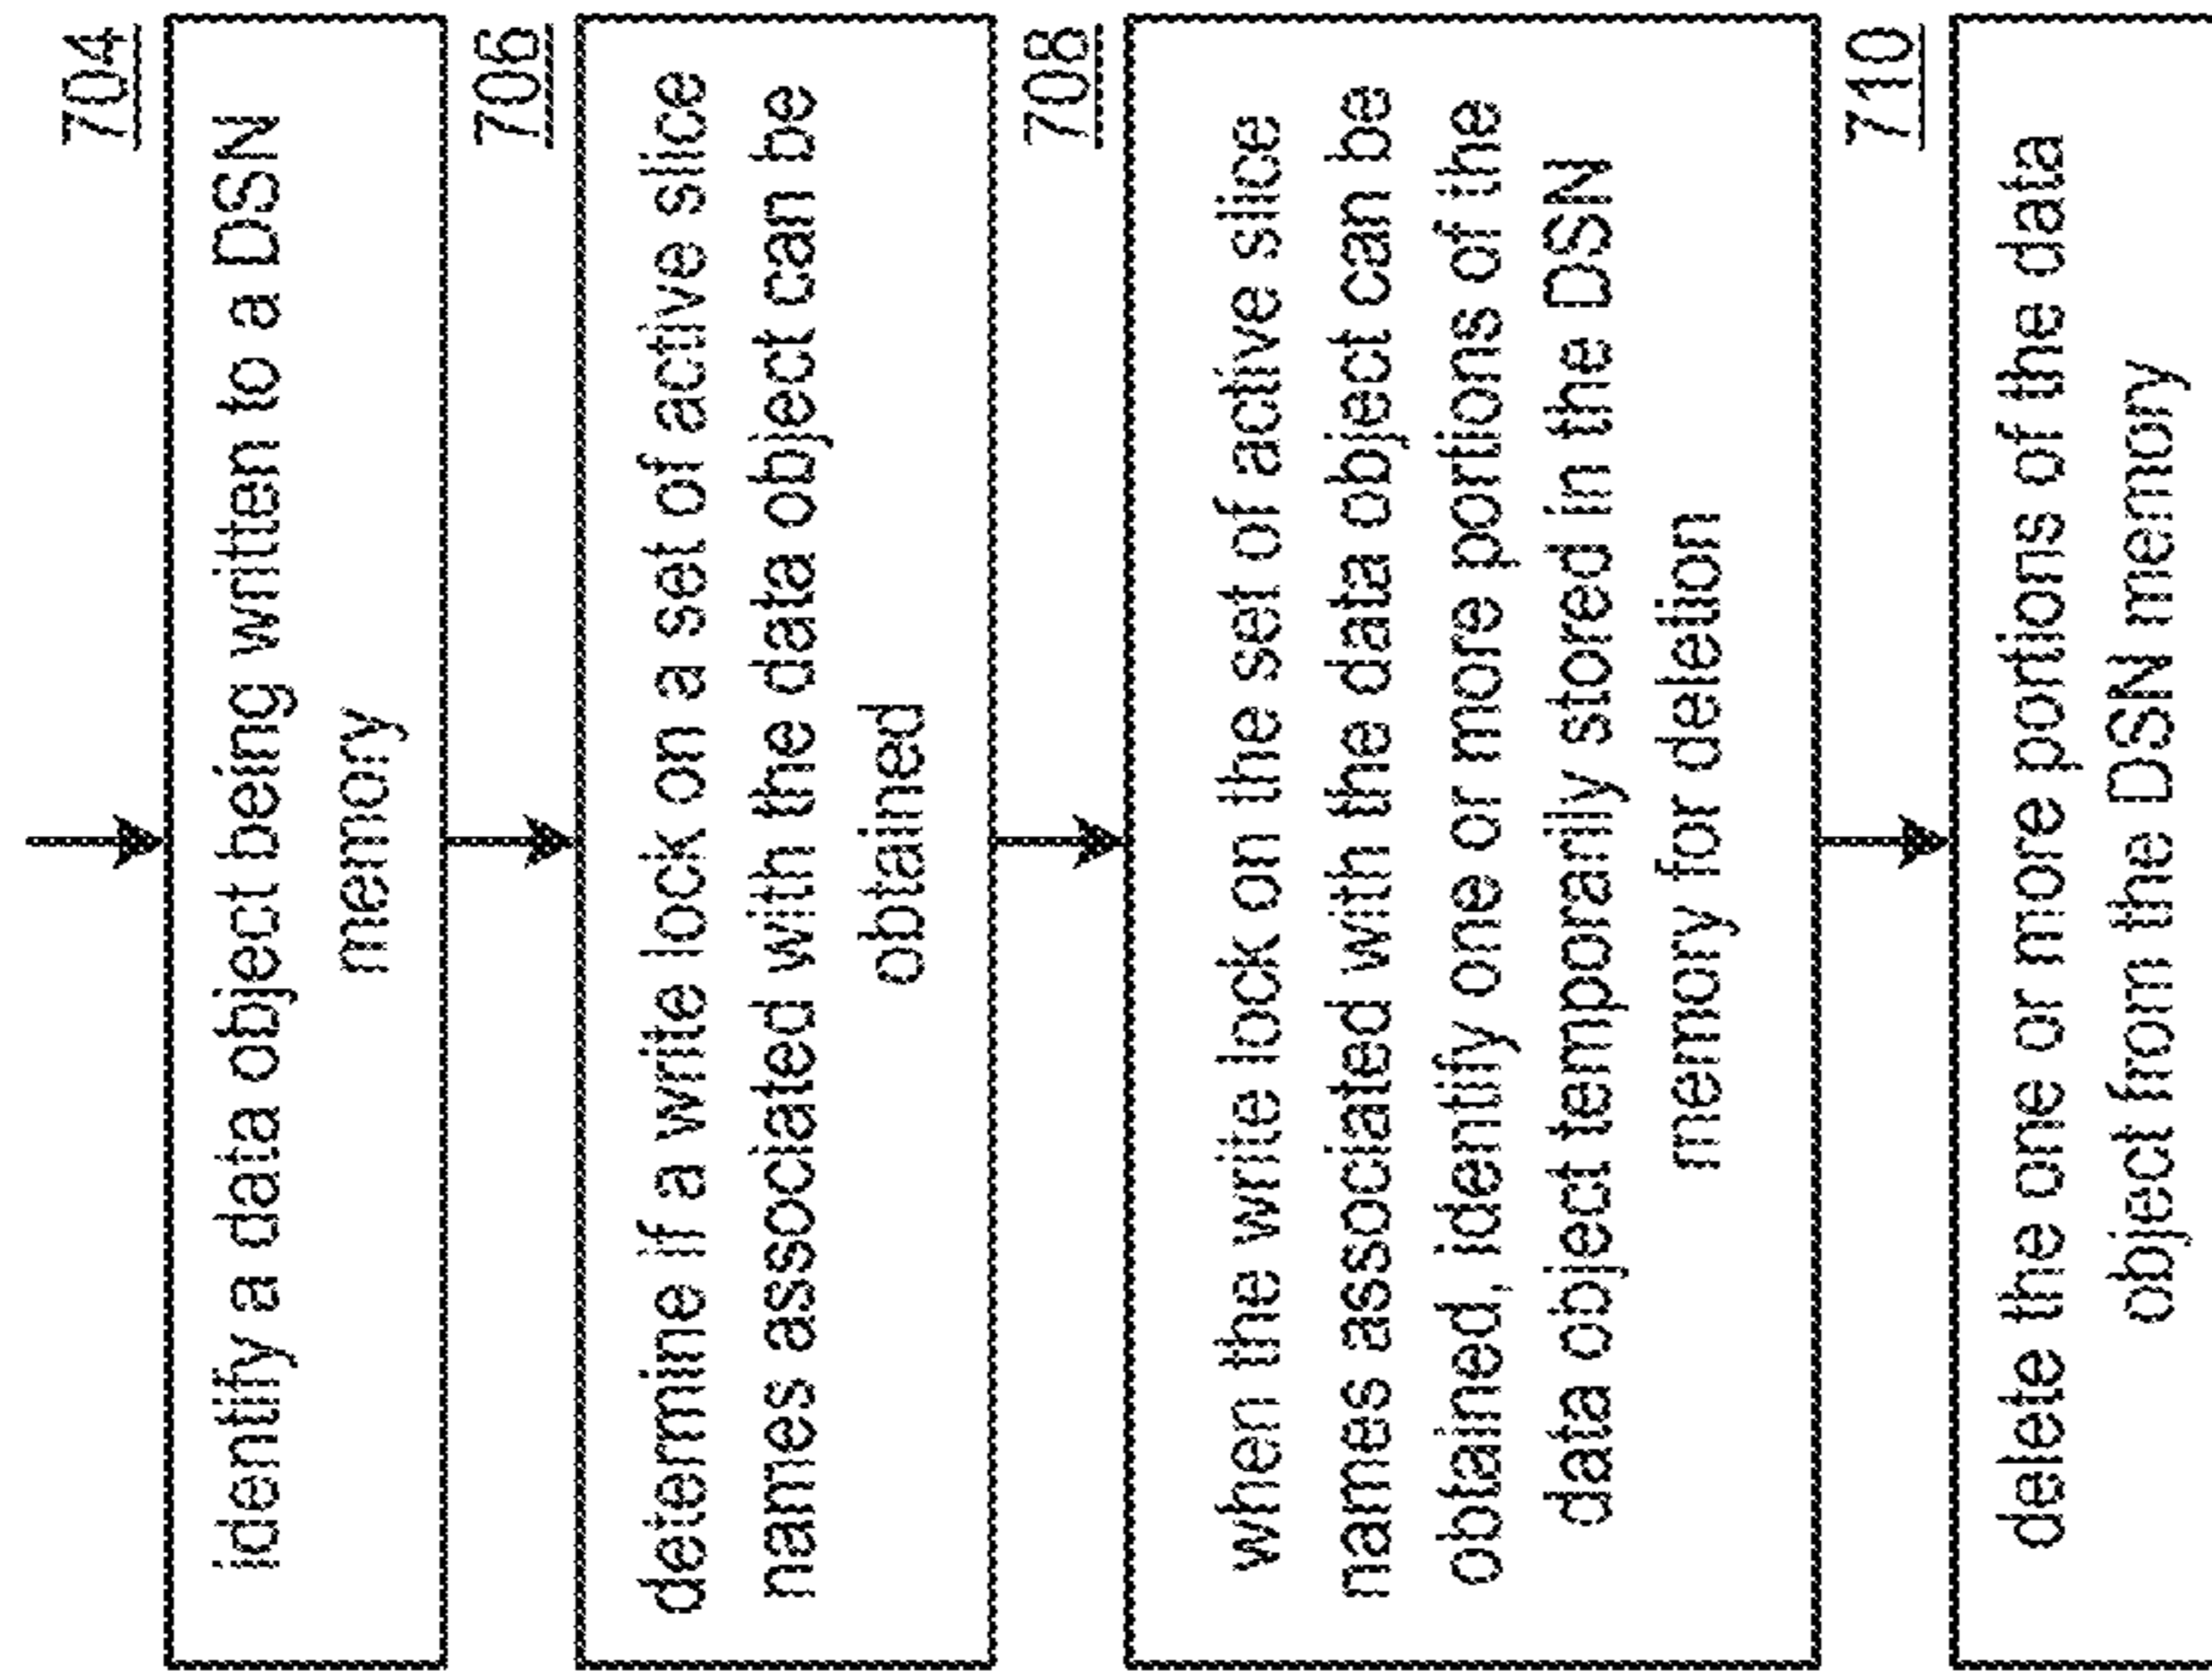 704
identify a data object being written to a DSN
memory
706
determine if a write lock on a set of active slice
names associated with the data object can be
obtained
708
when the write lock on the set of active slice
names associated with the data object can be
obtained, identify one or more portions of the
data object temporarily stored in the DSN
memory for deletion
710
delete the one or more portions of the data
object from the DSN memory